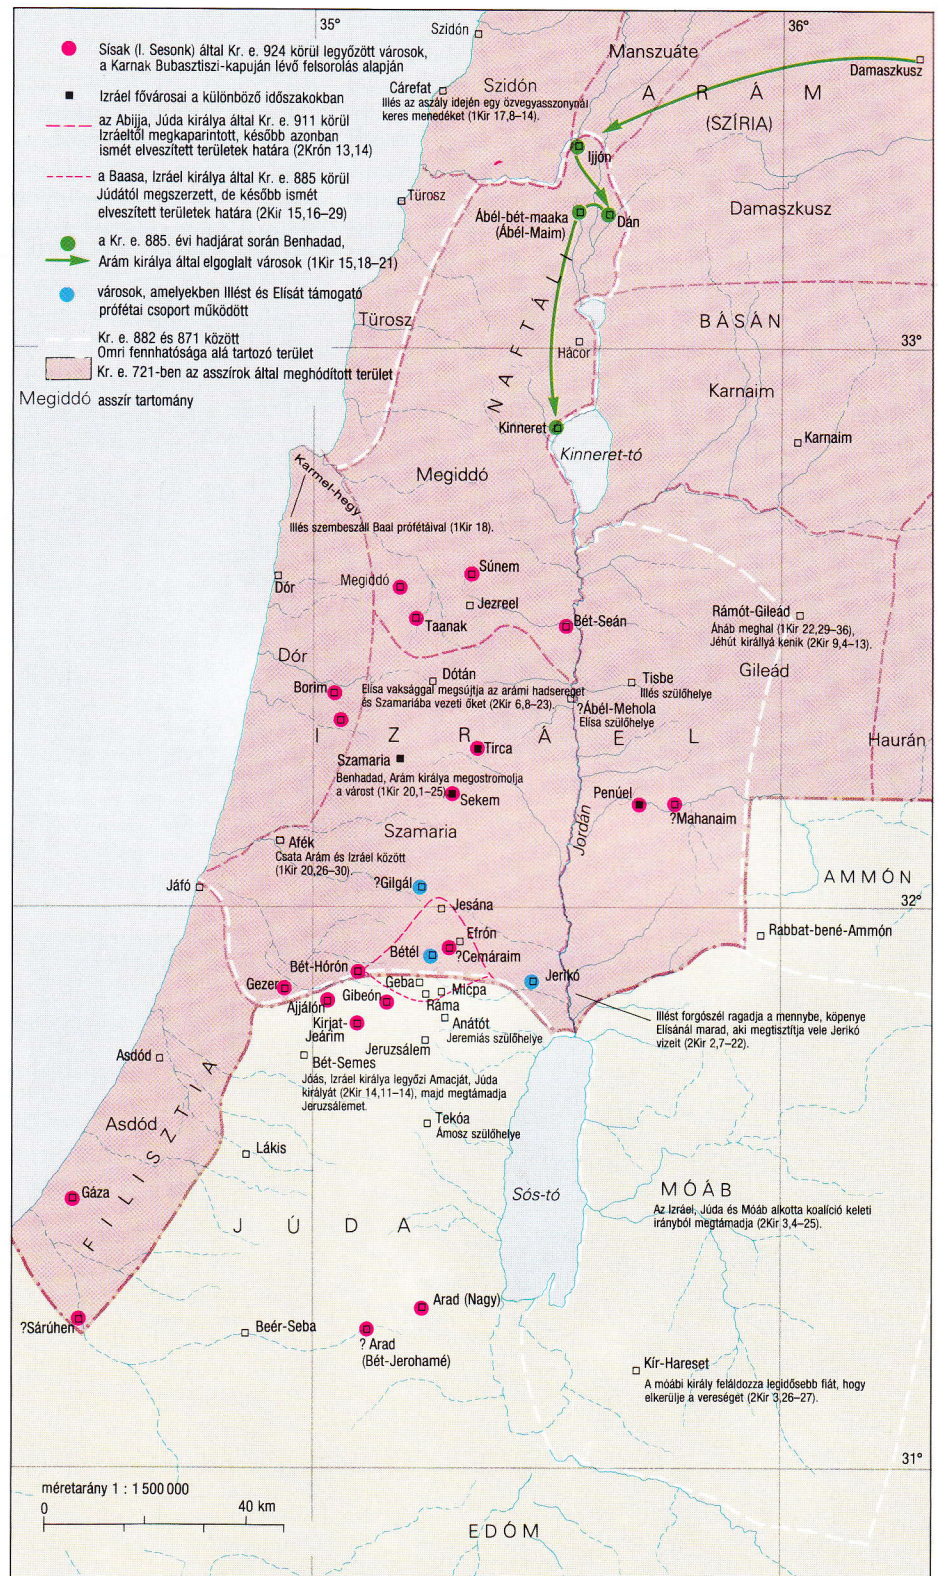 35°
36°
Sísak (I. Sesonk) által Kr. e. 924 körül legyőzött városok,
a Karnak Bubasztiszi-kapuján lévő felsorolás alapján
Izráel fővárosai a különböző időszakokban
az Abijja, Júda királya által Kr. e. 911 körül
Izráeltől megkaparintott, később azonban
ismét elveszített területek határa (2Krón 13,14)
a Baasa, Izráel királya által Kr. e. 885 körül
Júdától megszerzett, de később ismét
elveszített területek határa (2Kir 15,16–29)
a Kr. e. 885. évi hadjárat során Benhadad,
Arám királya által elgoglalt városok (1Kir 15,18–21)
városok, amelyekben Illést és Elísát támogató
prófétai csoport működött
Kr. e. 882 és 871 között
Omri fennhatósága alá tartozó terület
Kr. e. 721-ben az asszírok által meghódított terület
Megiddó asszír tartomány
Szidón
Manszuáte
Damaszkusz
Szidón
Cárefat
Illés az aszály idején egy özvegyasszonynál
keres menedéket (1Kir 17,8–14).
ARÁM
(SZÍRIA)
Ijjón
Türosz
Ábél-bét-maaka
(Ábél-Maim)
Dán
Damaszkusz
NAFTÁLI
Türosz
BÁSÁN
33°
Hácor
Karnaim
Kinneret
Karnaim
Kinneret-tó
Karmel-hegy
Megiddó
Illés szembeszáll Baal prófétáival (1Kir 18).
Dór
Megiddó
Súnem
Jezreel
Taanak
Bét-Seán
Rámót-Gileád
Áháb meghal (1Kir 22,29–36),
Jéhút királlyá kenik (2Kir 9,4–13).
Dór
Gileád
Dótán
Borim
Elísa vaksággal megsújtja az arámi hadsereget
és Szamariába vezeti őket (2Kir 6,8–23).
Tisbe
Illés szülőhelye
?Ábél-Mehola
Elísa szülőhelye
IZRÁEL
Tirca
Haurán
Szamaria
Benhadad, Arám királya megostromolja
a várost (1Kir 20,1–25)
Sekem
Penúel
?Mahanaim
Szamaria
Jordán
Afék
Csata Arám és Izráel között
(1Kir 20,26–30).
Jáfó
?Gilgál
AMMÓN
32°
Jesána
Efrón
Rabbat-bené-Ammón
Bétél
?Cemáraim
Bét-Hórón
Gezer
Geba
Micpa
Jerikó
Ajjálón
Gibeón
Ráma
Kirjat-
Jeárim
Anátót
Jeremiás szülőhelye
Illést forgószél ragadja a mennybe, köpenye
Elísánál marad, aki megtisztítja vele Jerikó
vizeit (2Kir 2,7–22).
Jeruzsálem
Asdód
Bét-Semes
Jóás, Izráel királya legyőzi Amacját, Júda
királyát (2Kir 14,11–14), majd megtámadja
Jeruzsálemet.
Asdód
Tekóa
Ámosz szülőhelye
Lákis
FILISZTIA
Gáza
Sós-tó
MÓÁB
Az Izráel, Júda és Móáb alkotta koalíció keleti
irányból megtámadja (2Kir 3,4–25).
JÚDA
Arad (Nagy)
?Sárúhen
Beér-Seba
? Arad
(Bét-Jerohamé)
Kír-Hareset
A móábi király feláldozza legidősebb fiát, hogy
elkerülje a vereséget (2Kir 3,26–27).
31°
méretarány 1 : 1 500 000
0
40 km
EDÓM